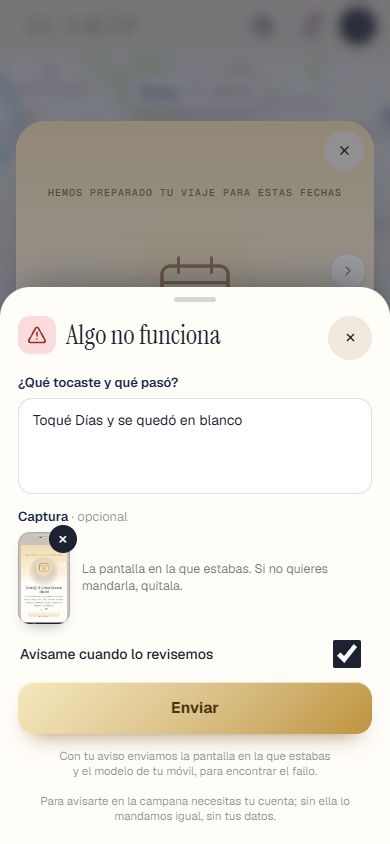 HEMOS PREPARADO TU VIAJE PARA ESTAS FECHAS
Algo no funciona
¿Qué tocaste y qué pasó?
Toqué Días y se quedó en blanco
Captura · opcional
La pantalla en la que estabas. Si no quieres
mandarla, quítala.
Avísame cuando lo revisemos
Enviar
Con tu aviso enviamos la pantalla en la que estabas
y el modelo de tu móvil, para encontrar el fallo.
Para avisarte en la campana necesitas tu cuenta; sin ella lo
mandamos igual, sin tus datos.